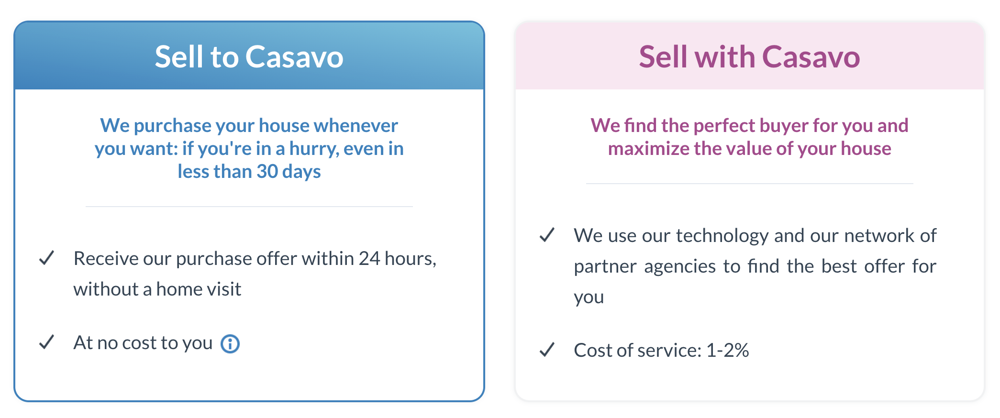 Sell to Casavo
We purchase your house whenever
you want: if you're in a hurry, even in
less than 30 days
Receive our purchase offer within 24 hours,
without a home visit
At no cost to you
Sell with Casavo
We find the perfect buyer for you and
maximize the value of your house
We use our technology and our network of
partner agencies to find the best offer for
you
Cost of service: 1-2%